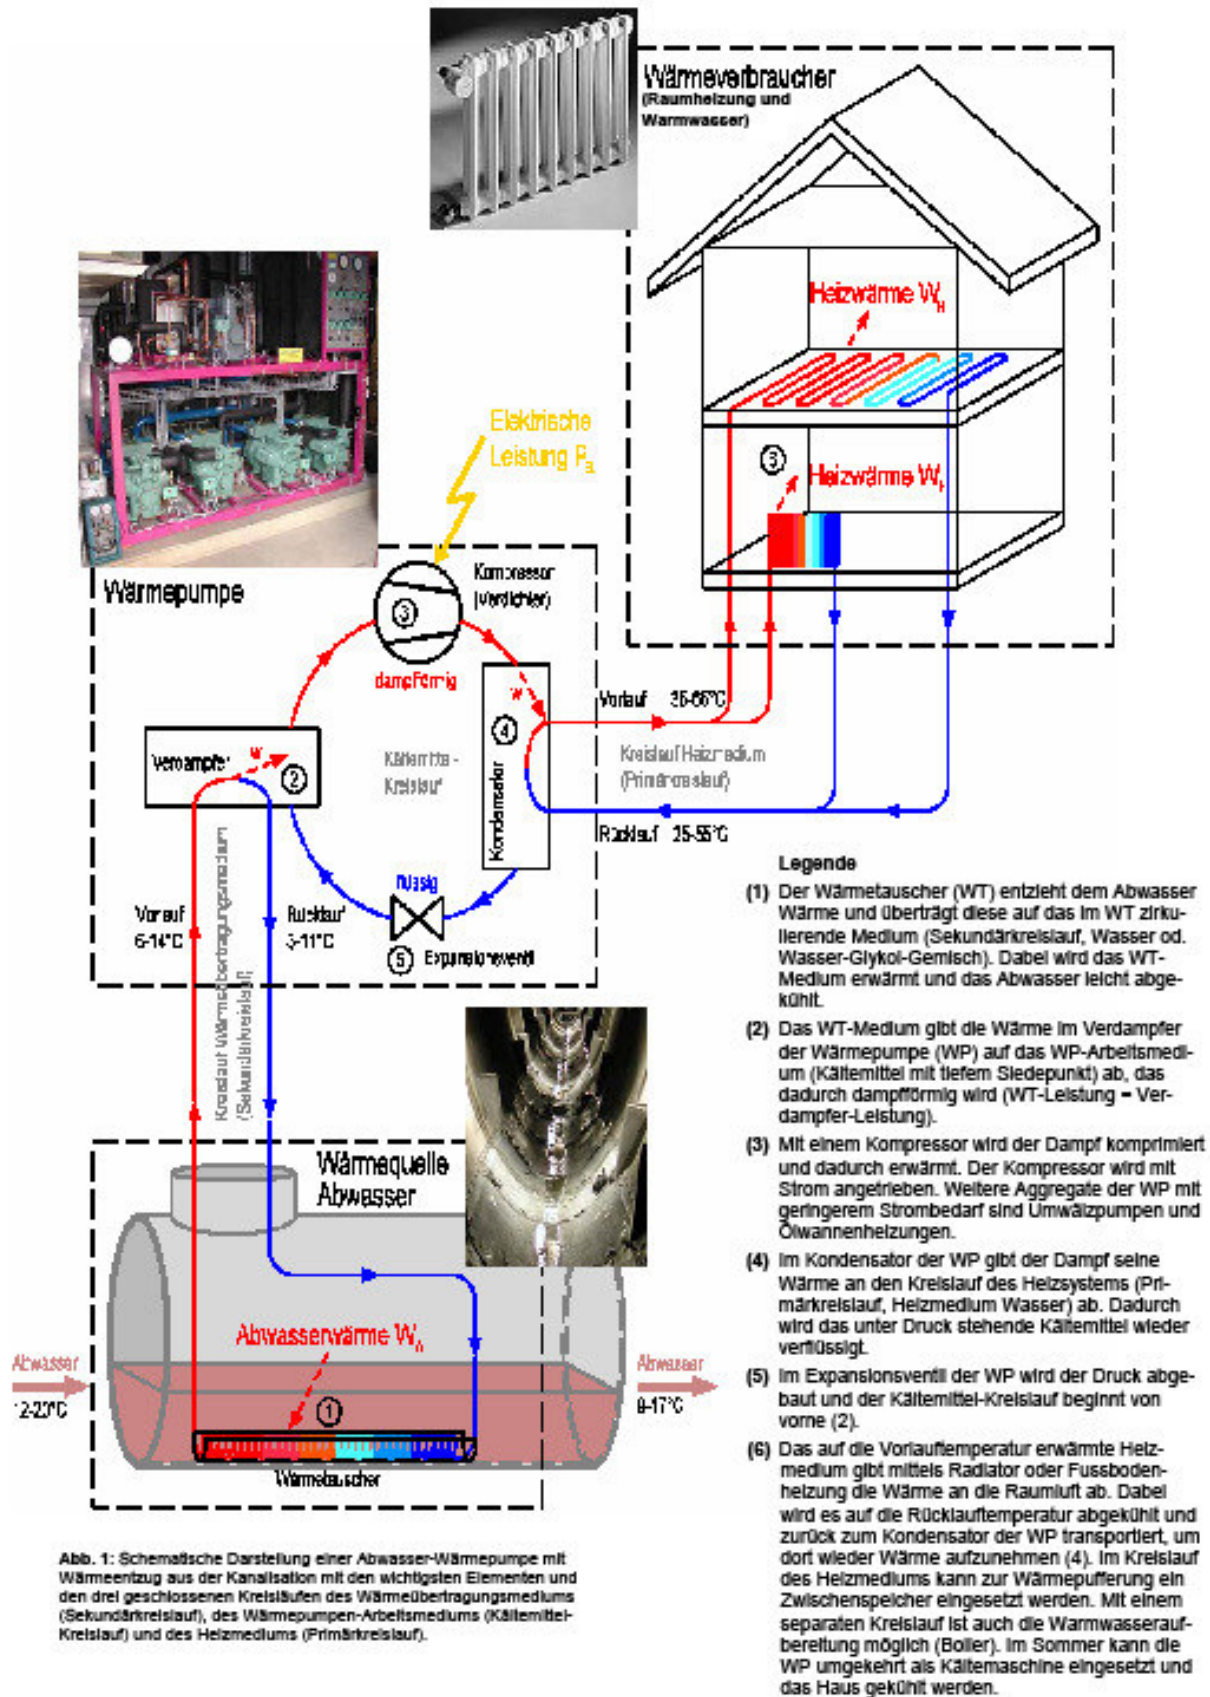 Wärmeverbraucher
(Raumheizung und
Warmwasser)
Heizwärme W
Heizwärme W
Elektrische
Leistung P
Wärmepumpe
Kompressor
(Verdichter)
3
dampfförmig
W
4
Kondensator
Vorlauf
Kreislauf Heizmedium
Verdampfer
W
2
Kältemittel-
Kreislauf
Rücklauf 25-55°C
flüssig
5 Expansionsventil
Vorlauf
6-14°C
Rücklauf
3-11°C
Kreislauf Wärmeübertragungsmedium
(Sekundärkreislauf)
Wärmequelle
Abwasser
Abwasserwärme W
Abwasser
12-20°C
1
Wärmetauscher
Abwasser
9-17°C
Abb. 1: Schematische Darstellung einer Abwasser-Wärmepumpe mit
Wärmeentzug aus der Kanalisation mit den wichtigsten Elementen und
den drei geschlossenen Kreisläufen des Wärmeübertragungsmediums
(Sekundärkreislauf), des Wärmepumpen-Arbeitsmediums (Kältemittel-
Kreislauf) und des Heizmediums (Primärkreislauf).
Legende
(1) Der Wärmetauscher (WT) entzieht dem Abwasser
Wärme und überträgt diese auf das im WT zirku-
lierende Medium (Sekundärkreislauf, Wasser od.
Wasser-Glykol-Gemisch). Dabei wird das WT-
Medium erwärmt und das Abwasser leicht abge-
kühlt.
(2) Das WT-Medium gibt die Wärme im Verdampfer
der Wärmepumpe (WP) auf das WP-Arbeitsmedi-
um (Kältemittel mit tiefem Siedepunkt) ab, das
dadurch dampfförmig wird (WT-Leistung = Ver-
dampfer-Leistung).
(3) Mit einem Kompressor wird der Dampf komprimiert
und dadurch erwärmt. Der Kompressor wird mit
Strom angetrieben. Weitere Aggregate der WP mit
geringerem Strombedarf sind Umwälzpumpen und
Ölwannenheizungen.
(4) Im Kondensator der WP gibt der Dampf seine
Wärme an den Kreislauf des Heizsystems (Pri-
märkreislauf, Heizmedium Wasser) ab. Dadurch
wird das unter Druck stehende Kältemittel wieder
verflüssigt.
(5) Im Expansionsventil der WP wird der Druck abge-
baut und der Kältemittel-Kreislauf beginnt von
vorne (2).
(6) Das auf die Vorlauftemperatur erwärmte Heiz-
medium gibt mittels Radiator oder Fussboden-
heizung die Wärme an die Raumluft ab. Dabei
wird es auf die Rücklauftemperatur abgekühlt und
zurück zum Kondensator der WP transportiert, um
dort wieder Wärme aufzunehmen (4). Im Kreislauf
des Heizmediums kann zur Wärmepufferung ein
Zwischenspeicher eingesetzt werden. Mit einem
separaten Kreislauf ist auch die Warmwasserauf-
bereitung möglich (Boiler). Im Sommer kann die
WP umgekehrt als Kältemaschine eingesetzt und
das Haus gekühlt werden.